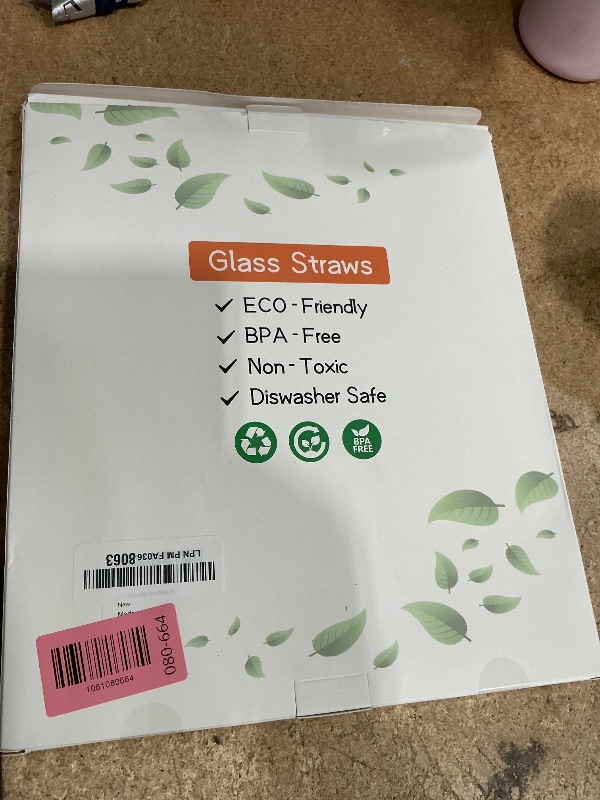 Glass Straws
ECO - Friendly
BPA - Free
Non - Toxic
Diswasher Safe
BPA
FREE
LPN PM FA036 8063
New
080-664
1061080664